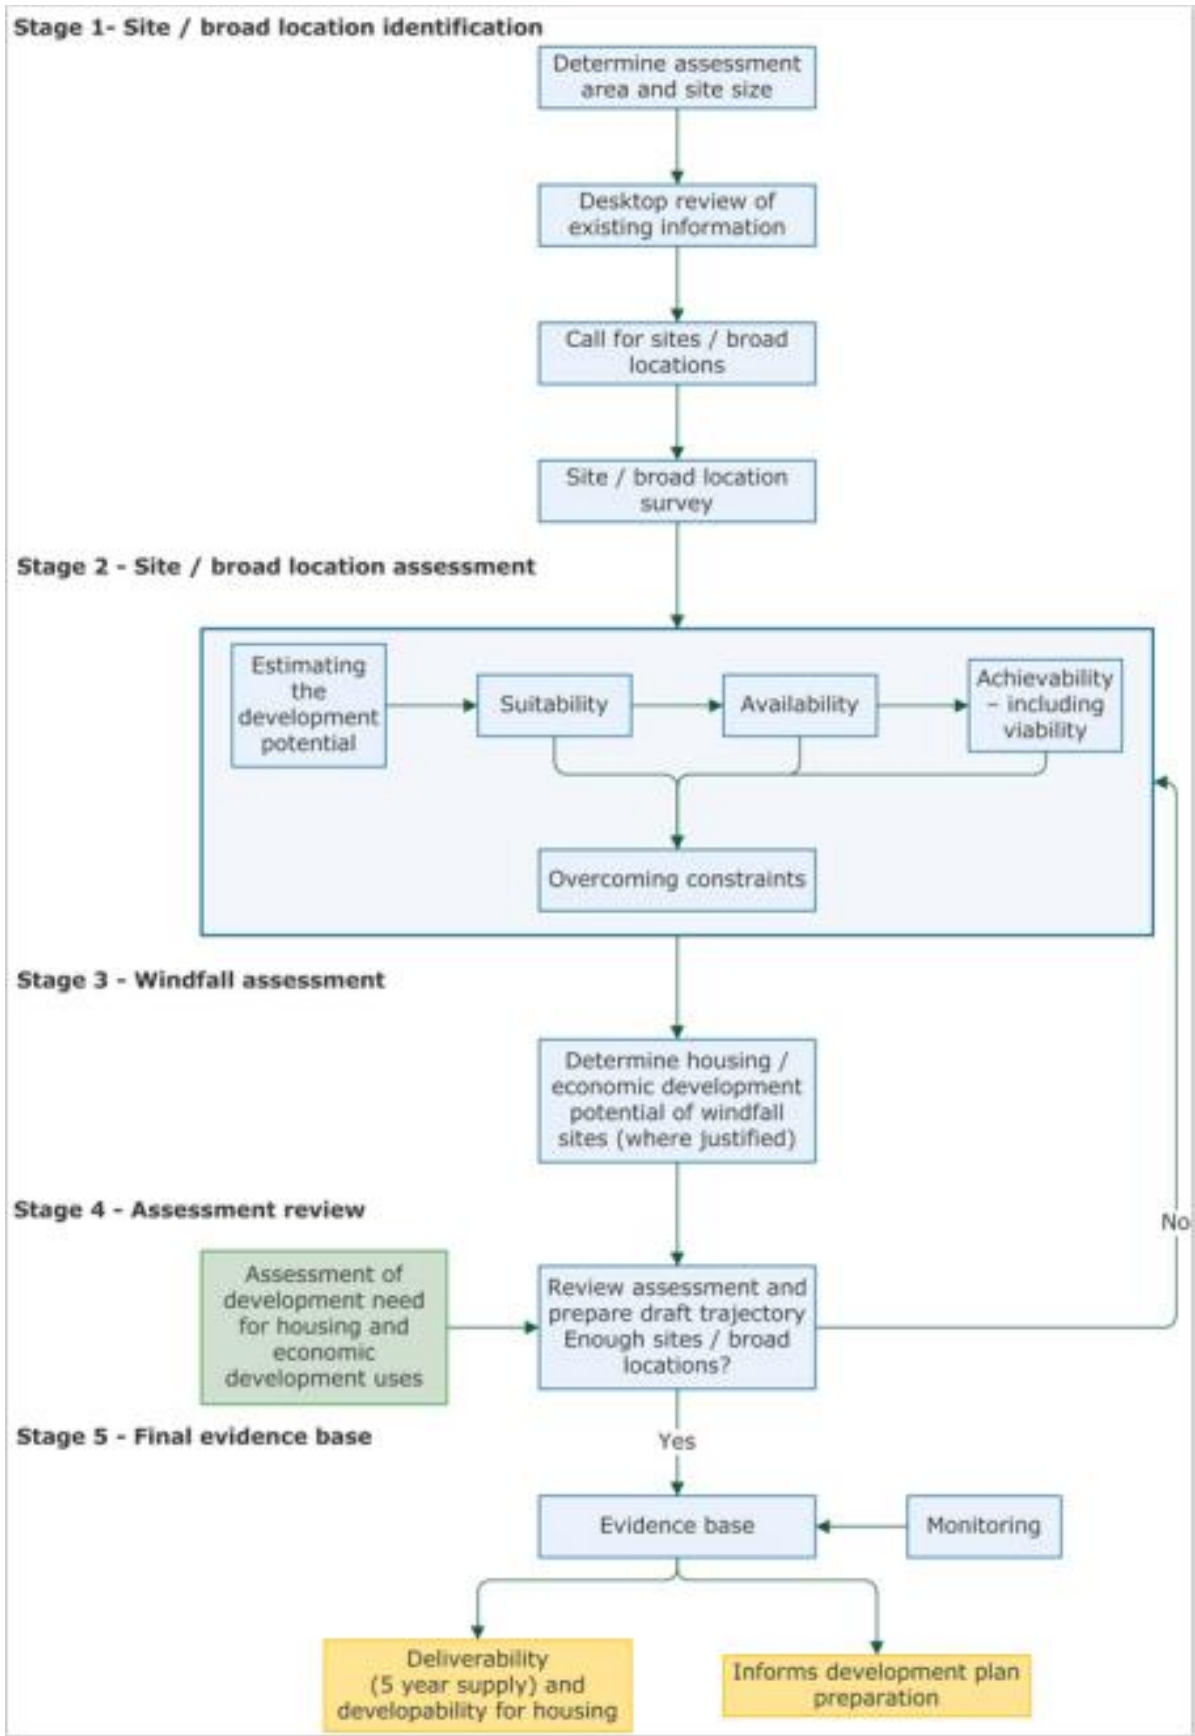 Stage 1- Site / broad location identification
Determine assessment
area and site size
Desktop review of
existing information
Call for sites / broad
locations
Site / broad location
survey
Stage 2 - Site / broad location assessment
Estimating
the
development
potential
Suitability
Availability
Achievability
– including
viability
Overcoming constraints
Stage 3 - Windfall assessment
Determine housing /
economic development
potential of windfall
sites (where justified)
Stage 4 - Assessment review
No
Assessment of
development need
for housing and
economic
development uses
Review assessment and
prepare draft trajectory
Enough sites / broad
locations?
Stage 5 - Final evidence base
Yes
Evidence base
Monitoring
Deliverability
(5 year supply) and
developability for housing
Informs development plan
preparation